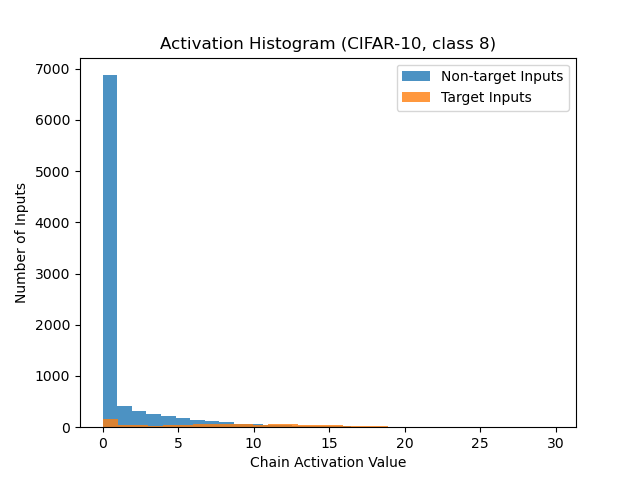 Activation Histogram (CIFAR-10, class 8)
Non-target Inputs
Target Inputs
Number of Inputs
7000
6000
5000
4000
3000
2000
1000
0
0 5 10 15 20 25 30
Chain Activation Value